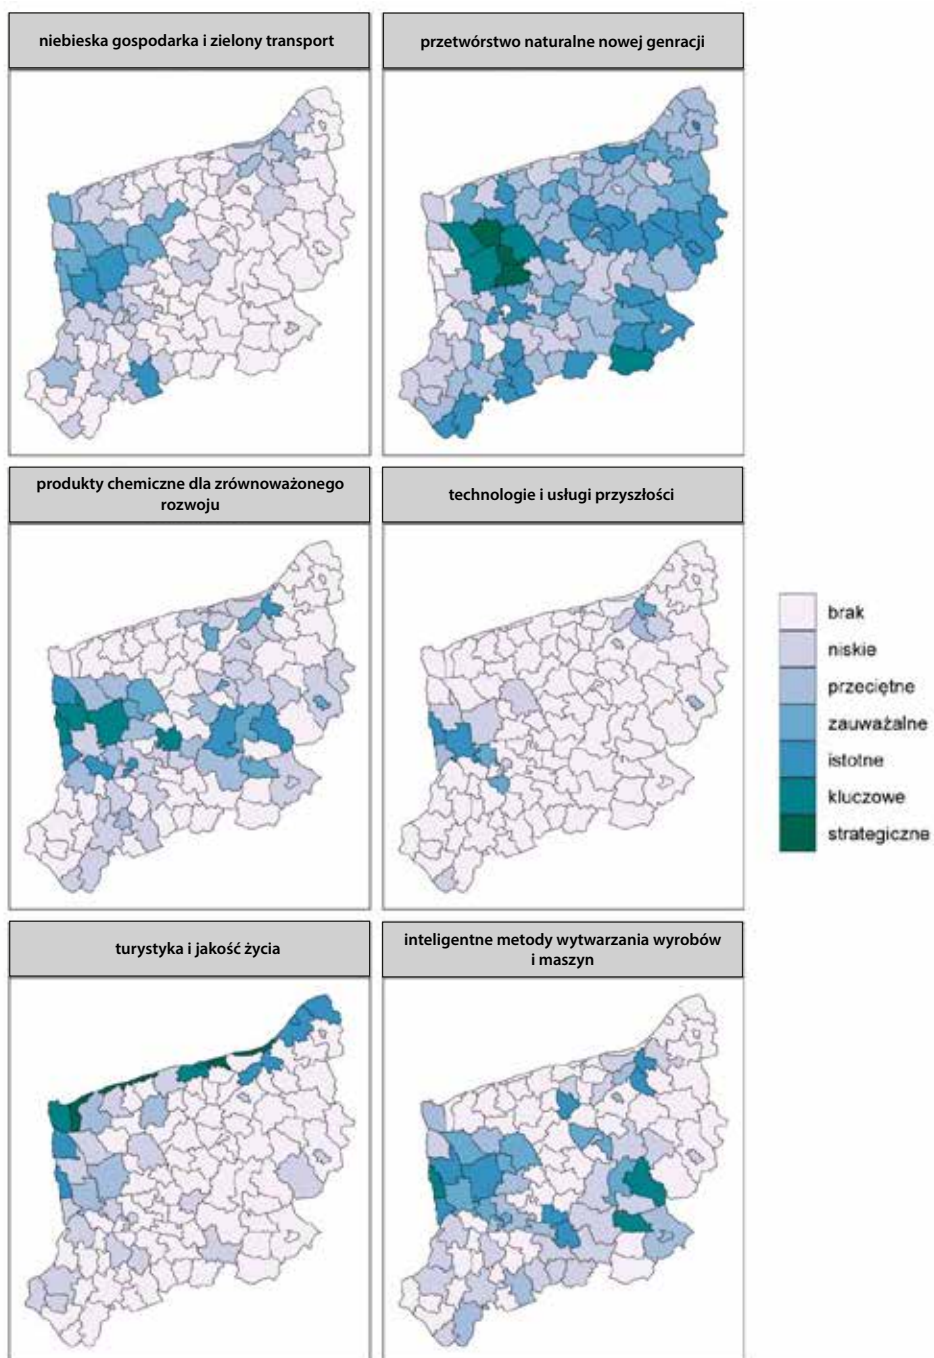 niebieska gospodarka i zielony transport
przetwórstwo naturalne nowej genracji
produkty chemiczne dla zrównoważonego
rozwoju
technologie i usługi przyszłości
brak
niskie
przeciętne
zauważalne
istotne
kluczowe
strategiczne
turystyka i jakość życia
inteligentne metody wytwarzania wyrobów
i maszyn